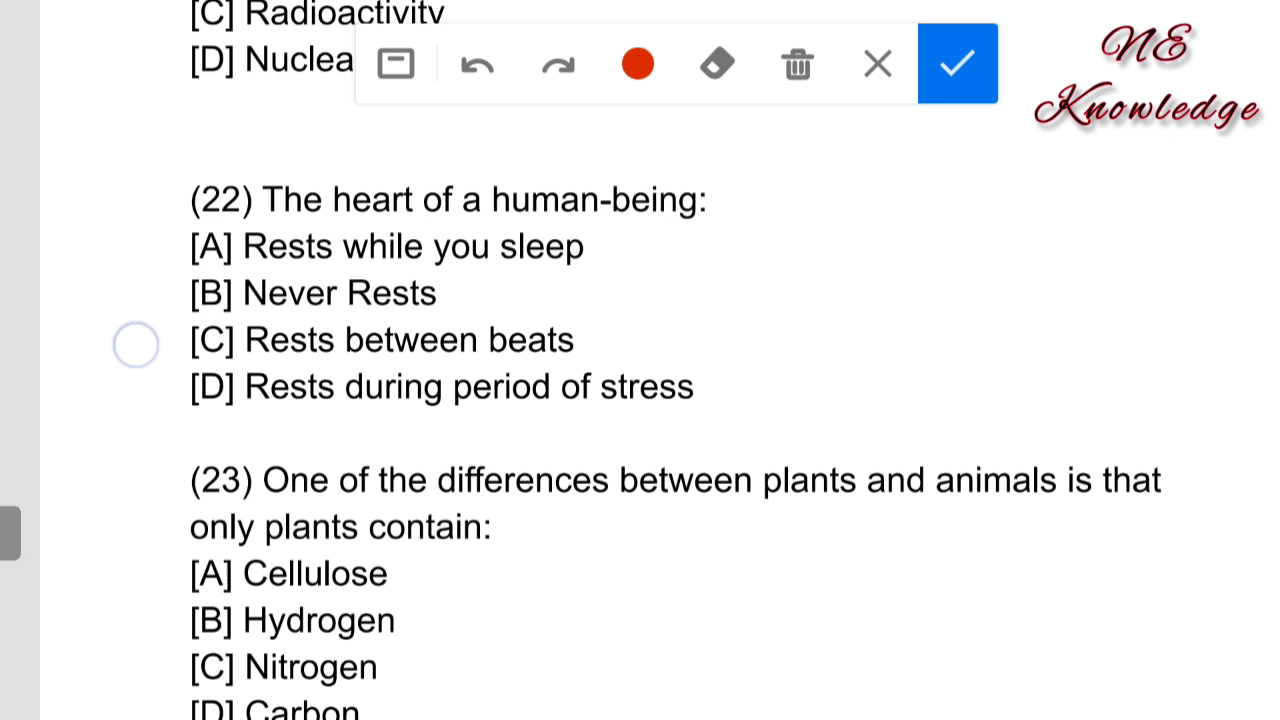 [C] Radioactivity
[D] Nuclea
NE
Knowledge
(22) The heart of a human-being:
[A] Rests while you sleep
[B] Never Rests
[C] Rests between beats
[D] Rests during period of stress
(23) One of the differences between plants and animals is that
only plants contain:
[A] Cellulose
[B] Hydrogen
[C] Nitrogen
[D] Carbon